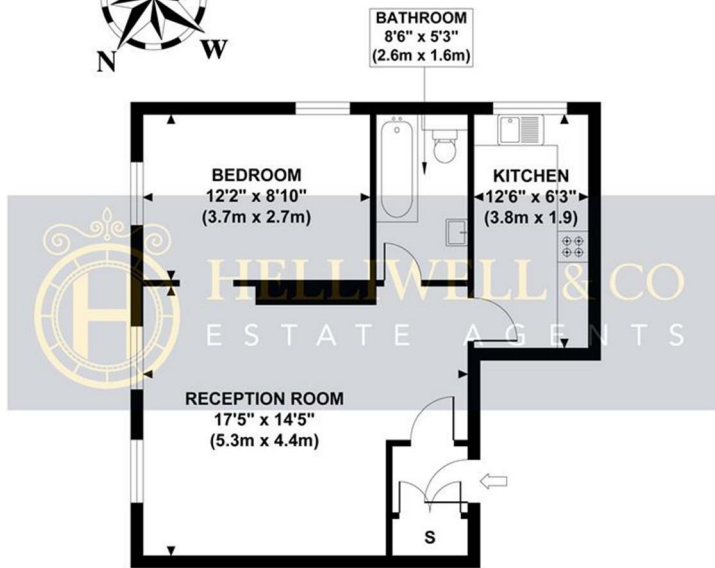 N
W
BATHROOM
8'6" x 5'3"
(2.6m x 1.6m)
BEDROOM
12'2" x 8'10"
(3.7m x 2.7m)
KITCHEN
12'6" x 6'3"
(3.8m x 1.9)
H
HELLIWELL & CO
ESTATE AGENTS
RECEPTION ROOM
17'5" x 14'5"
(5.3m x 4.4m)
S